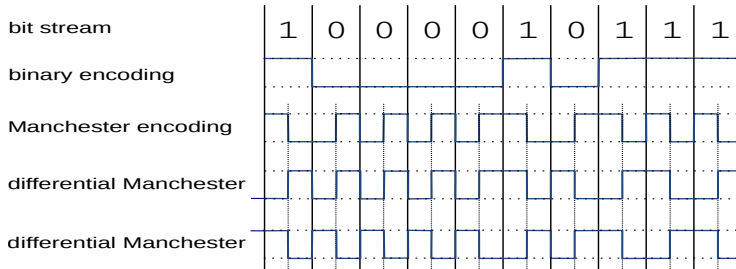 bit stream 1 0 0 0 0 1 0 1 1 1
binary encoding
Manchester encoding
differential Manchester
differential Manchester